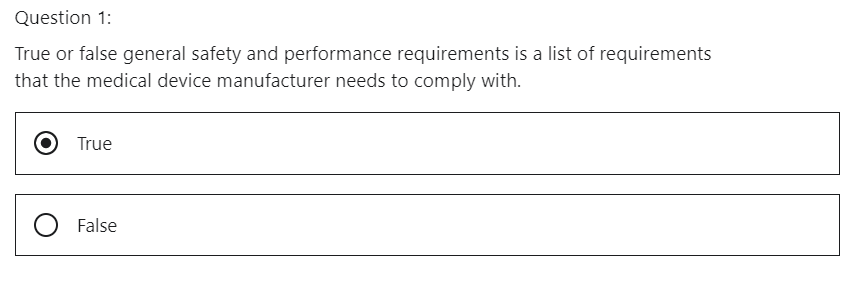 Question 1:
True or false general safety and performance requirements is a list of requirements
that the medical device manufacturer needs to comply with.
True
False